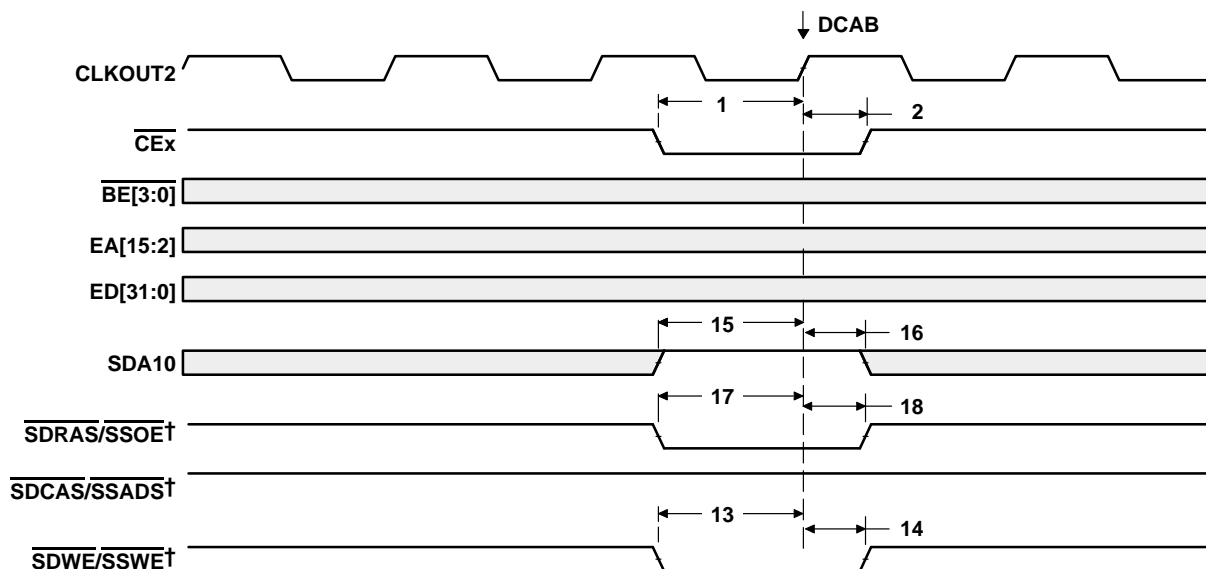 DCAB
CLKOUT2
1
2
CEx
BE[3:0]
EA[15:2]
ED[31:0]
15
16
SDA10
17
18
SDRAS/SSOE†
SDCAS/SSADS†
13
14
SDWE/SSWE†